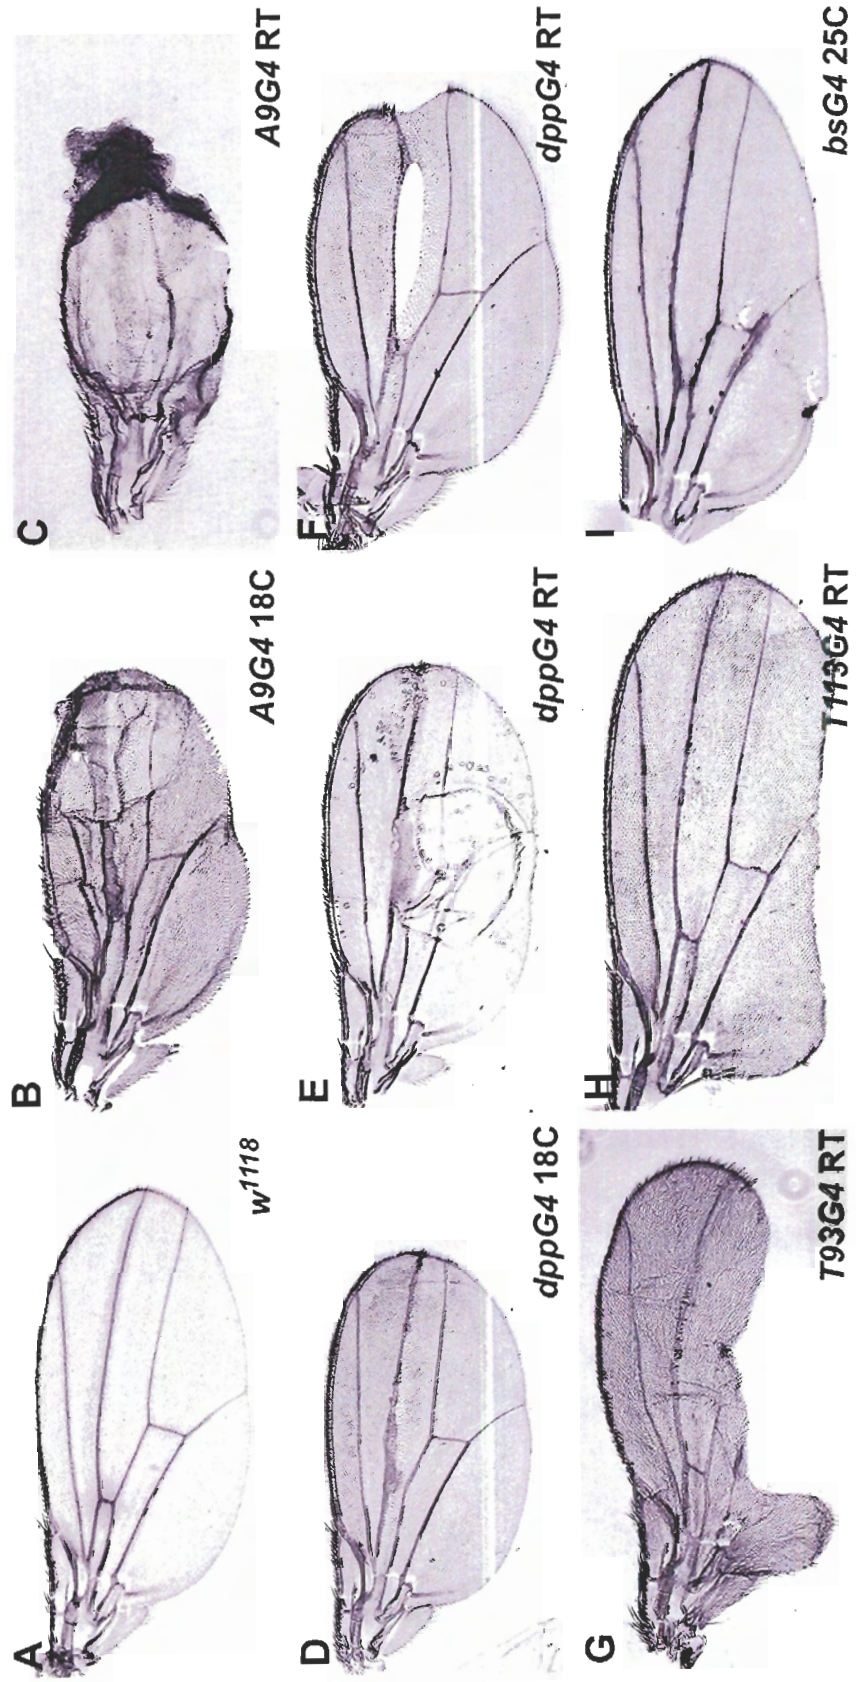 A
w1118
B
A9G4 18C
C
A9G4 RT
D
dppG4 18C
E
dppG4 RT
F
dppG4 RT
G
T93G4 RT
H
T113G4 RT
I
bsG4 25C